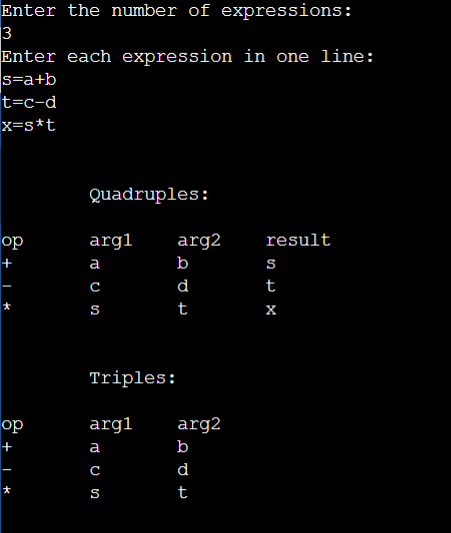 Enter the number of expressions:
3
Enter each expression in one line:
s=a+b
t=c-d
x=s*t
Quadruples:
op arg1 arg2 result
+ a b s
- c d t
* s t x
Triples:
op arg1 arg2
+ a b
- c d
* s t